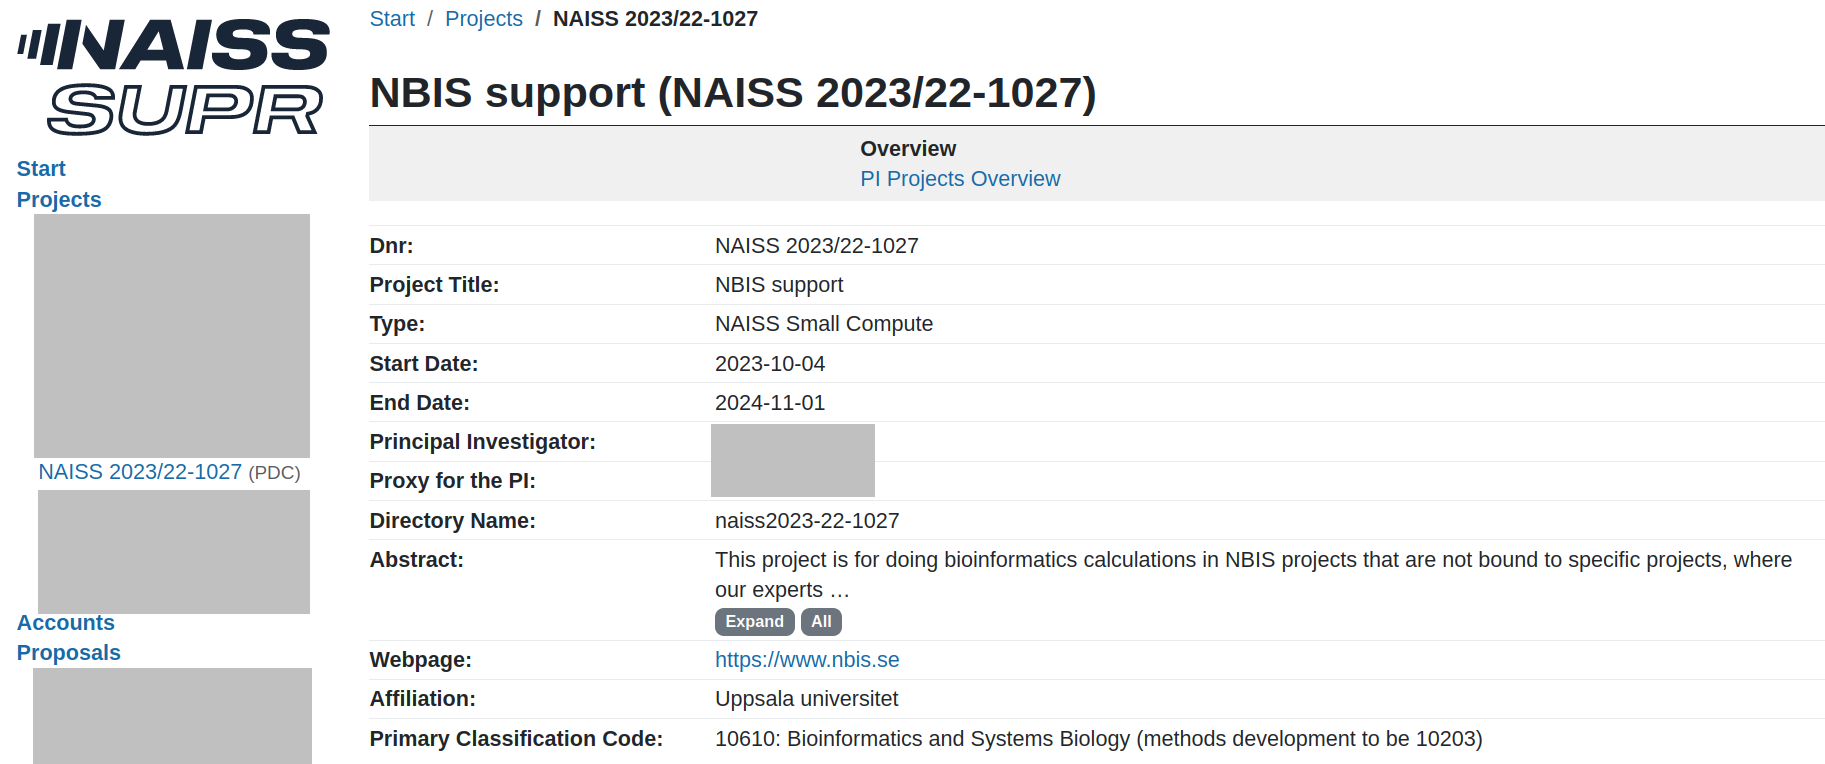 NAISS
SUPR
Start
Projects
NAISS 2023/22-1027 (PDC)
Accounts
Proposals
Start / Projects / NAISS 2023/22-1027
NBIS support (NAISS 2023/22-1027)
Overview
PI Projects Overview
Dnr: NAISS 2023/22-1027
Project Title: NBIS support
Type: NAISS Small Compute
Start Date: 2023-10-04
End Date: 2024-11-01
Principal Investigator:
Proxy for the PI:
Directory Name: naiss2023-22-1027
Abstract: This project is for doing bioinformatics calculations in NBIS projects that are not bound to specific projects, where
our experts …
Expand All
Webpage: https://www.nbis.se
Affiliation: Uppsala universitet
Primary Classification Code: 10610: Bioinformatics and Systems Biology (methods development to be 10203)